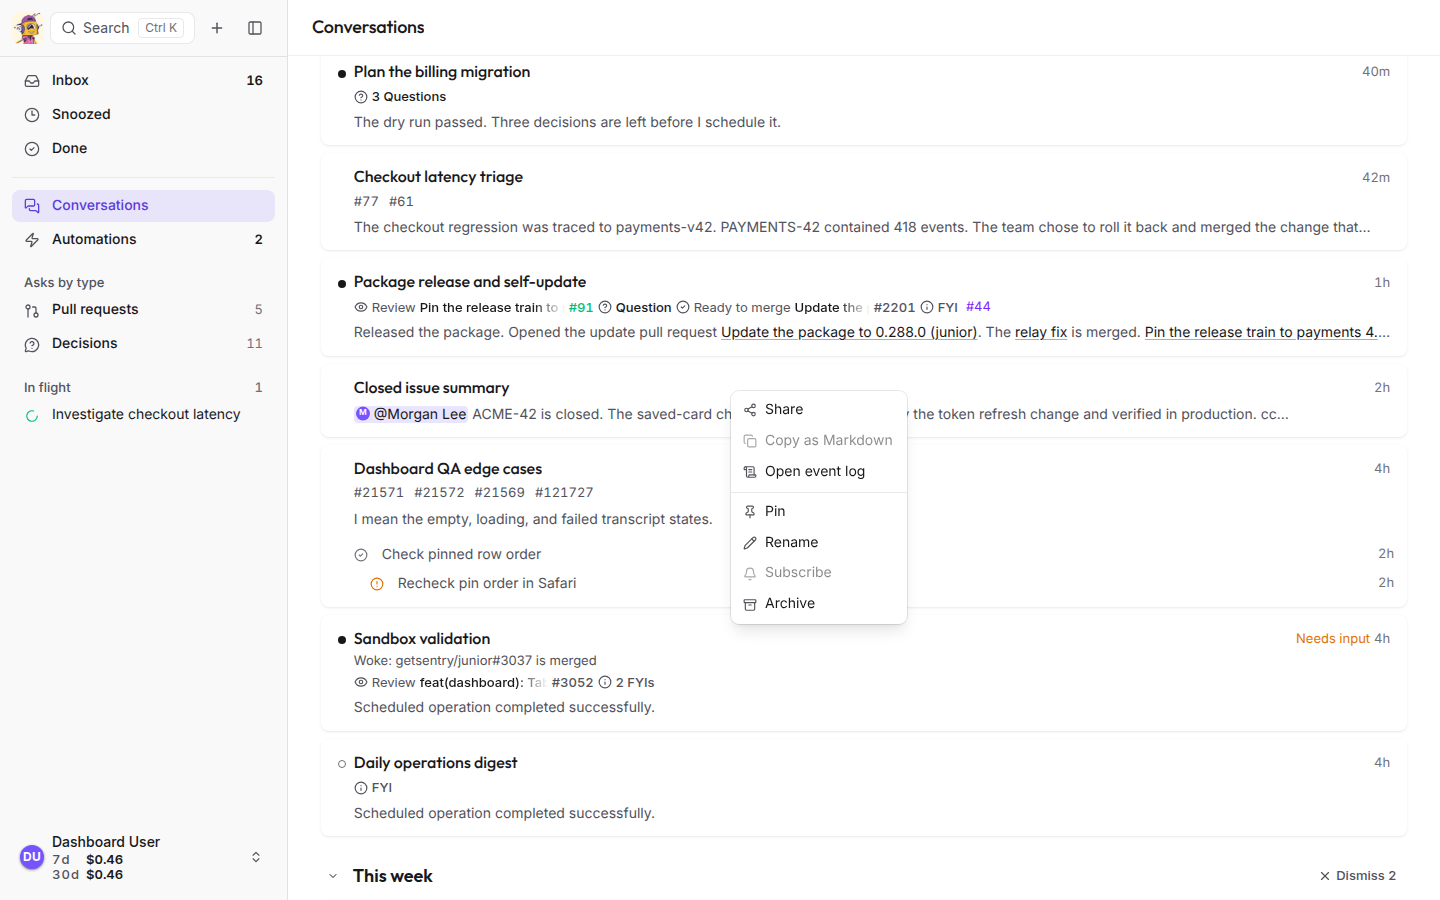 Search Ctrl K
Inbox 16
Snoozed
Done
Conversations
Automations 2
Asks by type
Pull requests 5
Decisions 11
In flight 1
Investigate checkout latency
DU Dashboard User
7d $0.46
30d $0.46
Conversations
Plan the billing migration 40m
3 Questions
The dry run passed. Three decisions are left before I schedule it.
Checkout latency triage 42m
#77 #61
The checkout regression was traced to payments-v42. PAYMENTS-42 contained 418 events. The team chose to roll it back and merged the change that...
Package release and self-update 1h
Review Pin the release train to #91 Question Ready to merge Update the #2201 FYI #44
Released the package. Opened the update pull request Update the package to 0.288.0 (junior). The relay fix is merged. Pin the release train to payments 4....
Closed issue summary 2h
M @Morgan Lee ACME-42 is closed. The saved-card the token refresh change and verified in production. cc...
Share
Copy as Markdown
Open event log
Pin
Rename
Subscribe
Archive
Dashboard QA edge cases 4h
#21571 #21572 #21569 #121727
I mean the empty, loading, and failed transcript states.
Check pinned row order 2h
Recheck pin order in Safari 2h
Sandbox validation Needs input 4h
Woke: getsentry/junior#3037 is merged
Review feat(dashboard): #3052 2 FYIs
Scheduled operation completed successfully.
Daily operations digest 4h
FYI
Scheduled operation completed successfully.
This week Dismiss 2